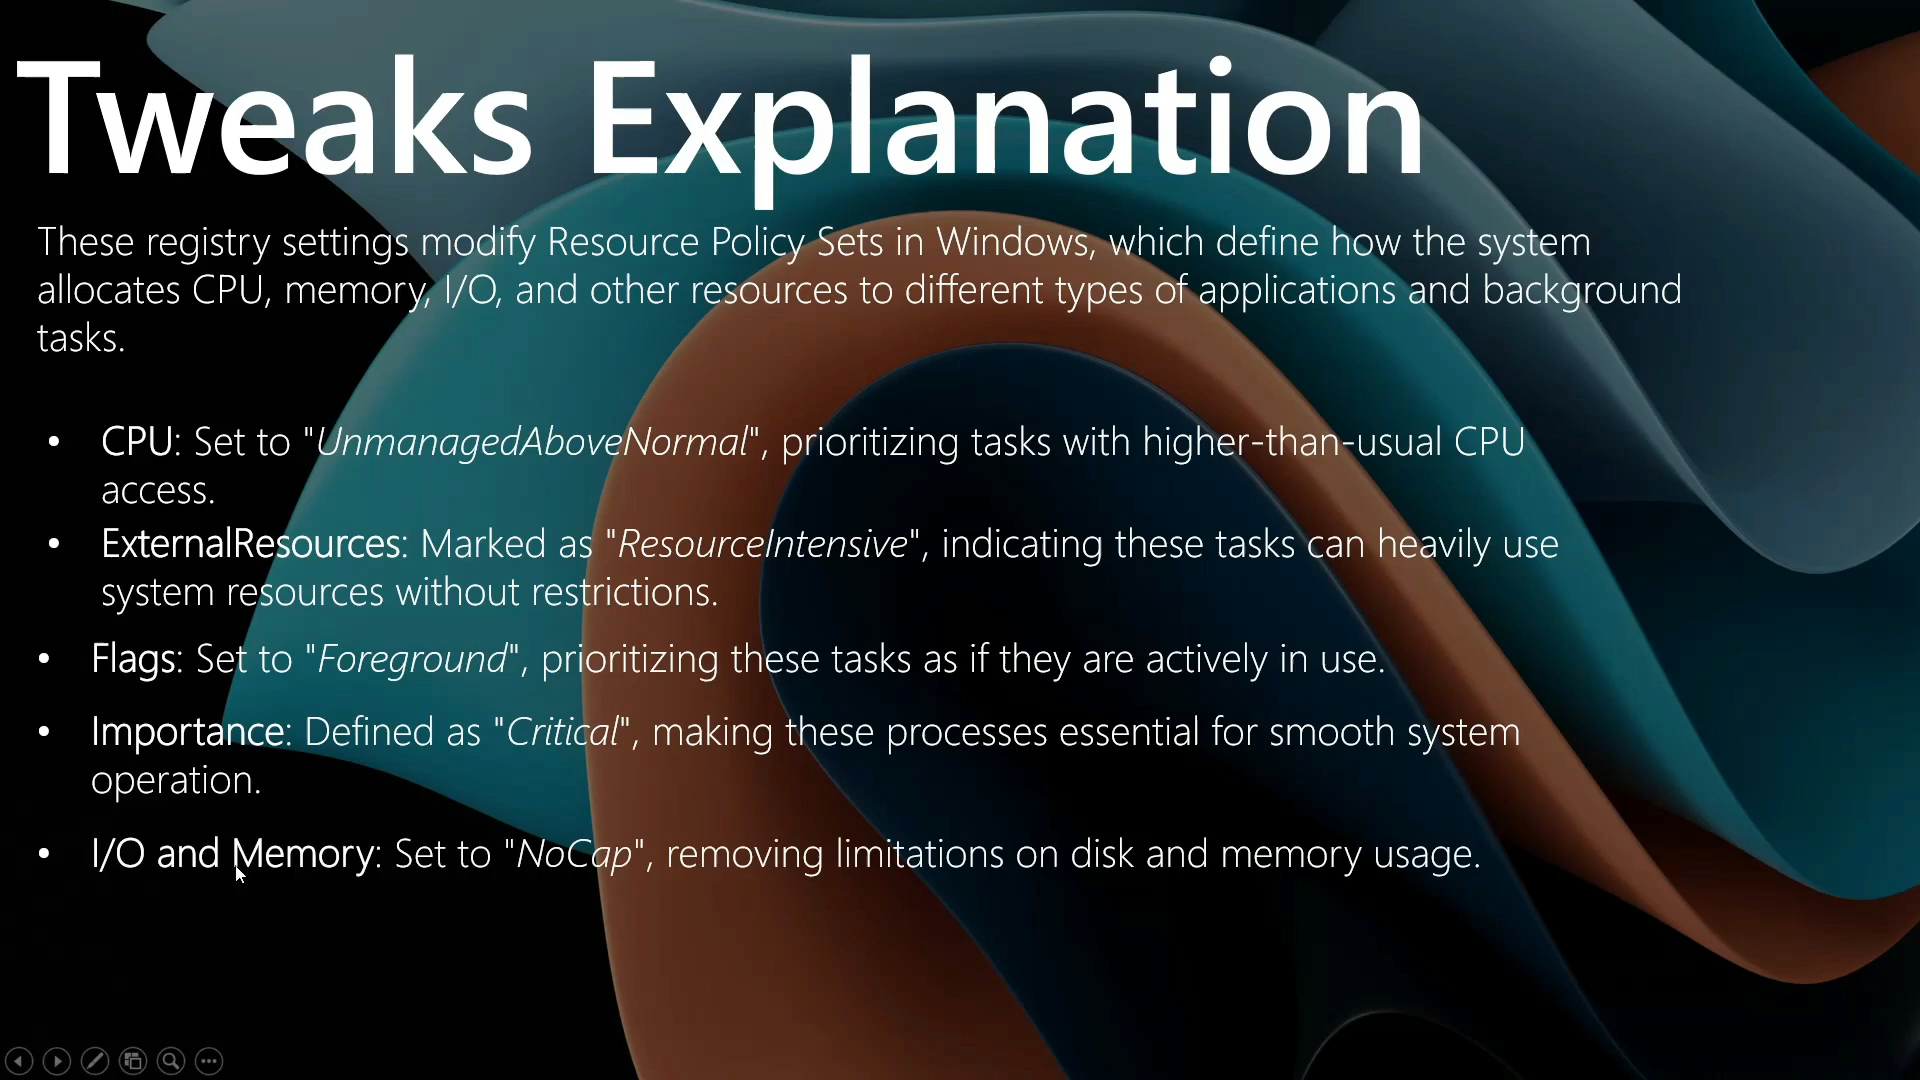 Tweaks Explanation
These registry settings modify Resource Policy Sets in Windows, which define how the system
allocates CPU, memory, I/O, and other resources to different types of applications and background
tasks.
• CPU: Set to "UnmanagedAboveNormal", prioritizing tasks with higher-than-usual CPU
access.
• ExternalResources: Marked as "ResourceIntensive", indicating these tasks can heavily use
system resources without restrictions.
• Flags: Set to "Foreground", prioritizing these tasks as if they are actively in use.
• Importance: Defined as "Critical", making these processes essential for smooth system
operation.
• I/O and Memory: Set to "NoCap", removing limitations on disk and memory usage.